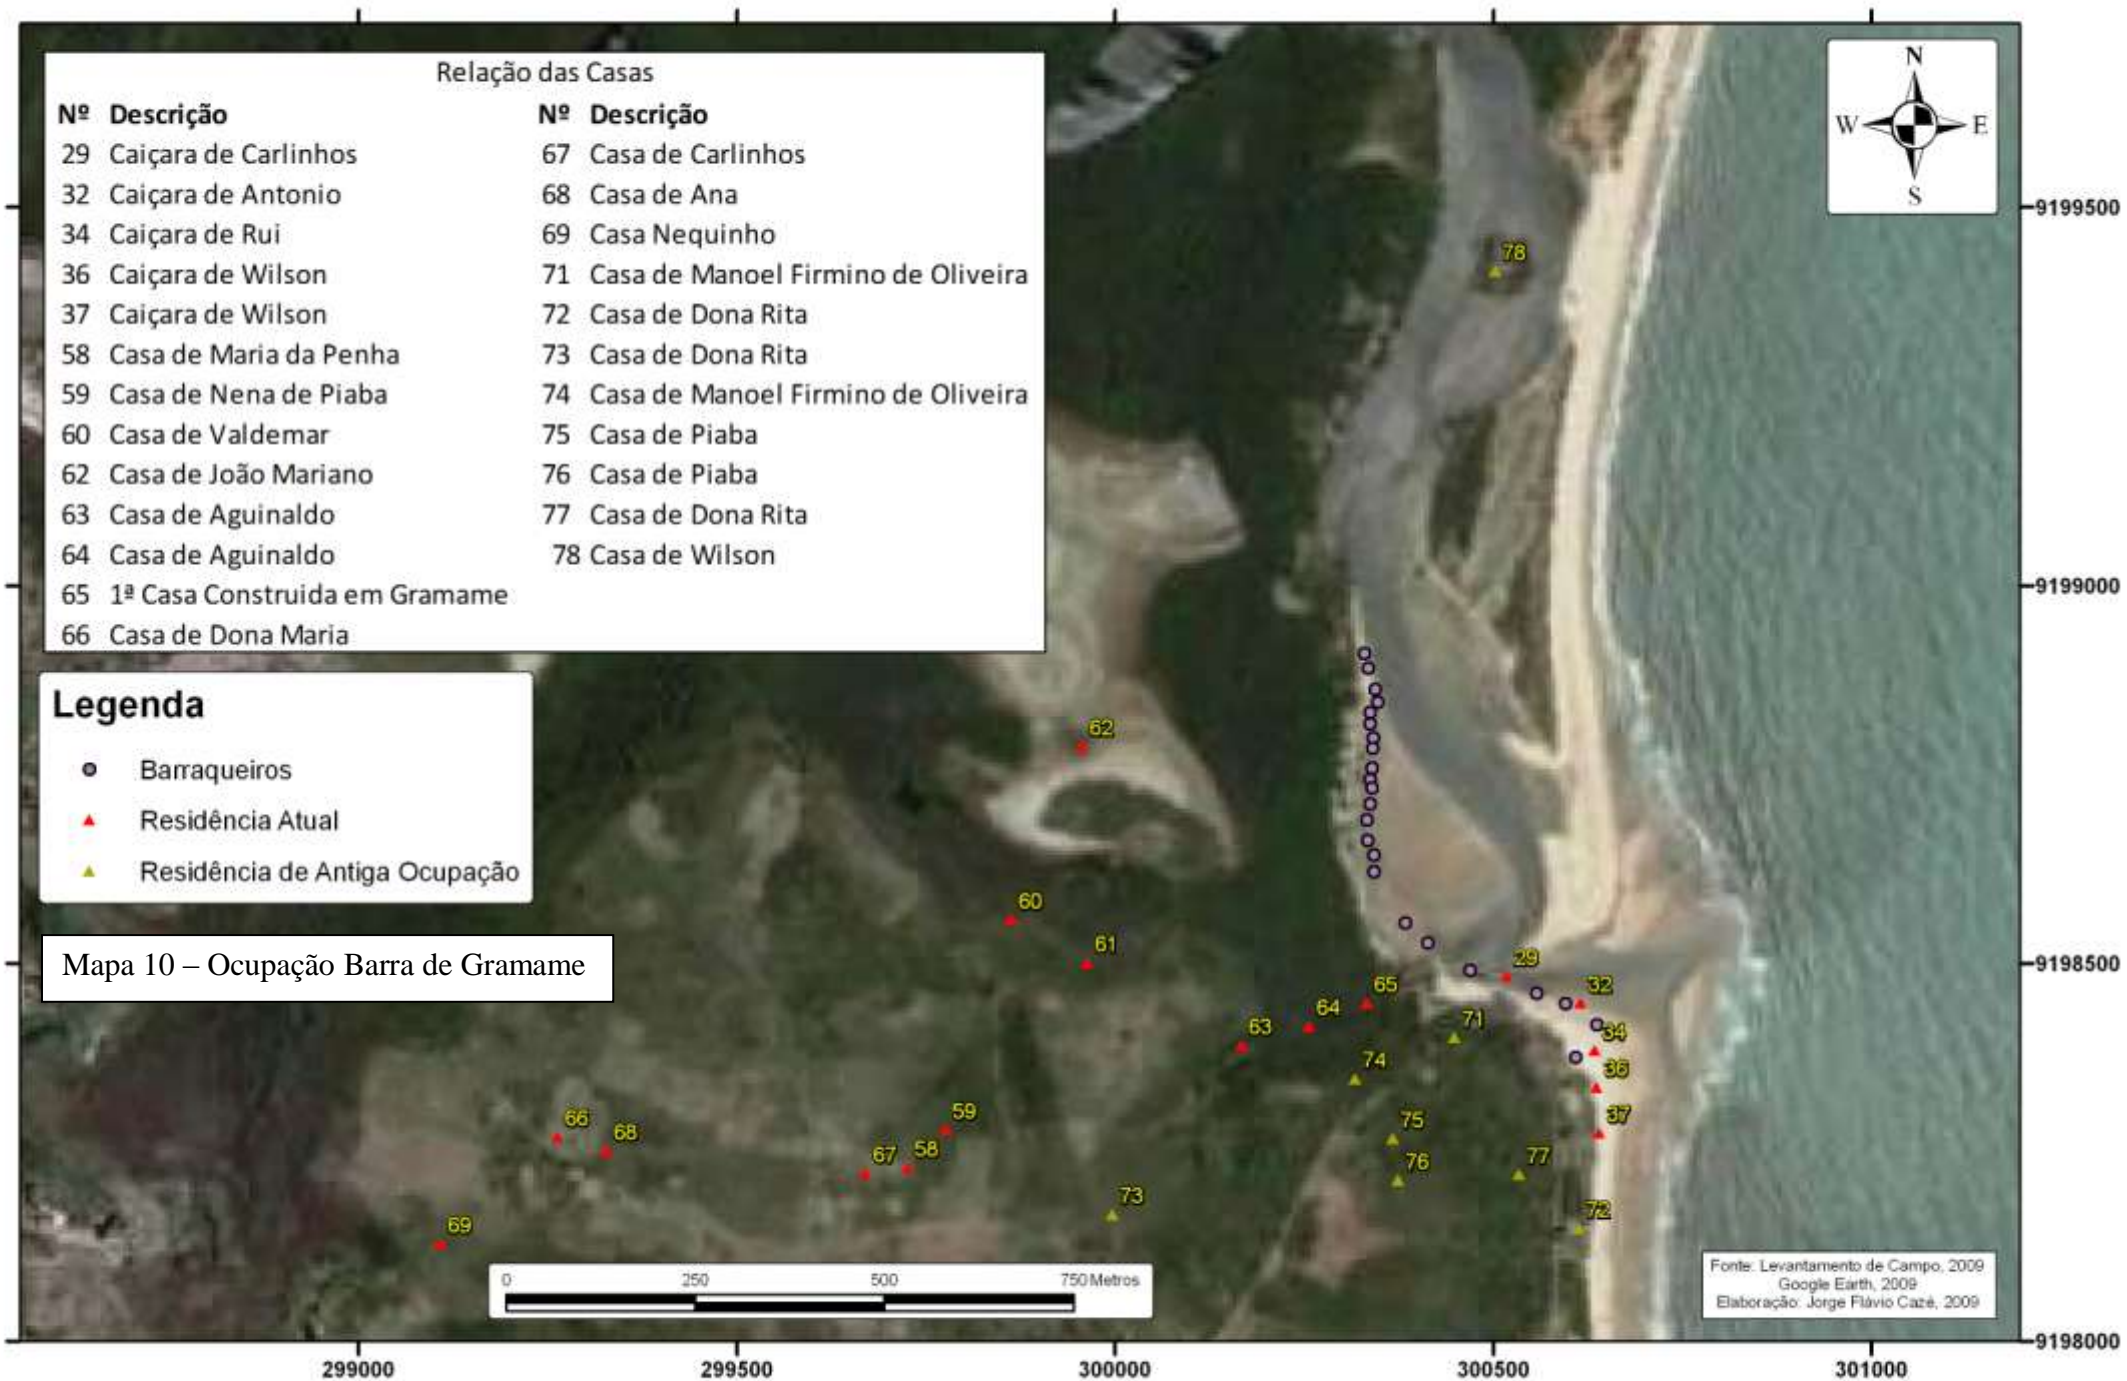 Relação das Casas
Nº Descrição Nº Descrição
29 Caiçara de Carlinhos 67 Casa de Carlinhos
32 Caiçara de Antonio 68 Casa de Ana
34 Caiçara de Rui 69 Casa Nequinho
36 Caiçara de Wilson 71 Casa de Manoel Firmino de Oliveira
37 Caiçara de Wilson 72 Casa de Dona Rita
58 Casa de Maria da Penha 73 Casa de Dona Rita
59 Casa de Nena de Piaba 74 Casa de Manoel Firmino de Oliveira
60 Casa de Valdemar 75 Casa de Piaba
62 Casa de João Mariano 76 Casa de Piaba
63 Casa de Aguinaldo 77 Casa de Dona Rita
64 Casa de Aguinaldo 78 Casa de Wilson
65 1ª Casa Construida em Gramame
66 Casa de Dona Maria
N
W E
S
9199500
78
9199000
Legenda
Barraqueiros
Residência Atual
Residência de Antiga Ocupação
Mapa 10 – Ocupação Barra de Gramame
62
60
61
9198500
29
65
32
64
71
63
34
74
36
59
75
37
66
68
58
76
77
67
73
72
69
0 250 500 750 Metros
Fonte: Levantamento de Campo, 2009
Google Earth, 2009
Elaboração: Jorge Flávio Cazé, 2009
9198000
299000 299500 300000 300500 301000